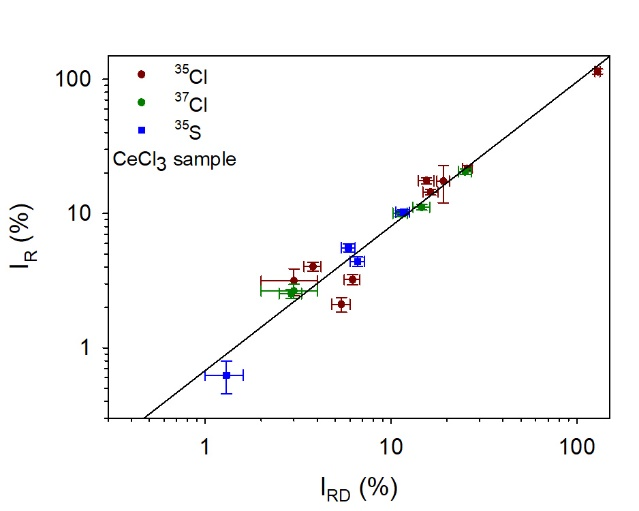 100
10
1
³⁵Cl
³⁷Cl
³⁵S
CeCl₃ sample
I_R (%)
1 10 100
I_RD (%)